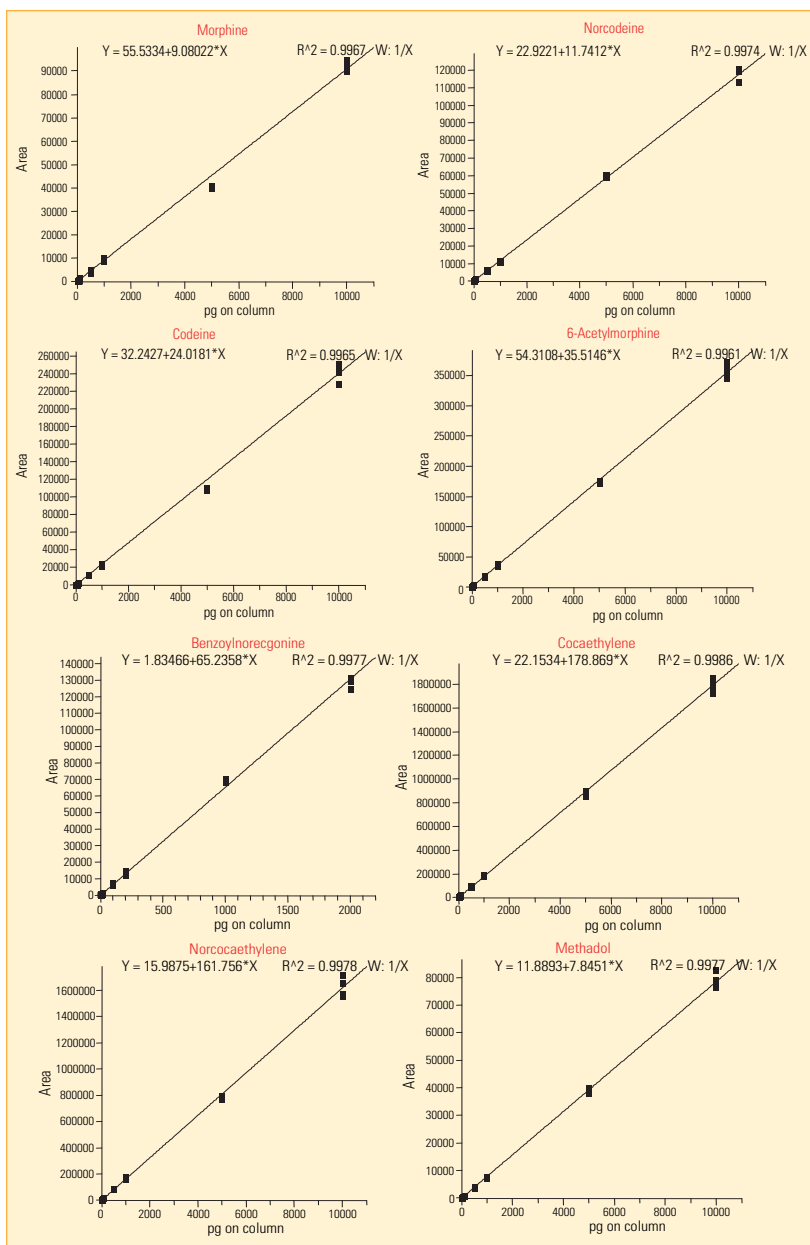 Morphine
Y = 55.5334+9.08022*X R^2 = 0.9967 W: 1/X
90000
80000
70000
60000
50000
40000
30000
20000
10000
0
Area
0 2000 4000 6000 8000 10000
pg on column
Norcodeine
Y = 22.9221+11.7412*X R^2 = 0.9974 W: 1/X
120000
110000
100000
90000
80000
70000
60000
50000
40000
30000
20000
10000
0
Area
0 2000 4000 6000 8000 10000
pg on column
Codeine
Y = 32.2427+24.0181*X R^2 = 0.9965 W: 1/X
260000
240000
220000
200000
180000
160000
140000
120000
100000
80000
60000
40000
20000
0
Area
0 2000 4000 6000 8000 10000
pg on column
6-Acetylmorphine
Y = 54.3108+35.5146*X R^2 = 0.9961 W: 1/X
350000
300000
250000
200000
150000
100000
50000
0
Area
0 2000 4000 6000 8000 10000
pg on column
Benzoylnorecgonine
Y = 1.83466+65.2358*X R^2 = 0.9977 W: 1/X
140000
130000
120000
110000
100000
90000
80000
70000
60000
50000
40000
30000
20000
10000
0
Area
0 500 1000 1500 2000
pg on column
Cocaethylene
Y = 22.1534+178.869*X R^2 = 0.9986 W: 1/X
1800000
1600000
1400000
1200000
1000000
800000
600000
400000
200000
0
Area
0 2000 4000 6000 8000 10000
pg on column
Norcocaethylene
Y = 15.9875+161.756*X R^2 = 0.9978 W: 1/X
1600000
1400000
1200000
1000000
800000
600000
400000
200000
0
Area
0 2000 4000 6000 8000 10000
pg on column
Methadol
Y = 11.8893+7.8451*X R^2 = 0.9977 W: 1/X
80000
70000
60000
50000
40000
30000
20000
10000
0
Area
0 2000 4000 6000 8000 10000
pg on column